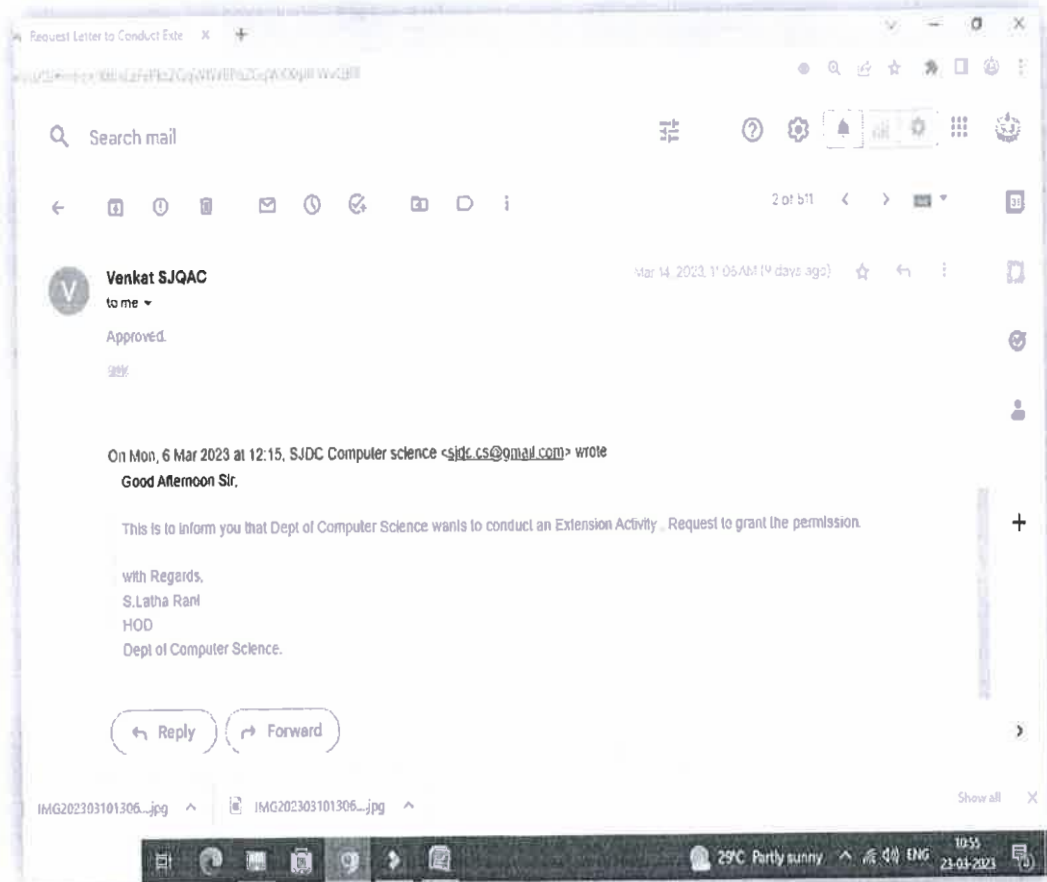 Request Letter to Conduct Exte
Search mail
2 of 511
31
V
Venkat SJQAC
to me
Mar 14, 2023, 11:06 AM (9 days ago)
Approved.
On Mon, 6 Mar 2023 at 12:15, SJDC Computer science <sjdc.cs@gmail.com> wrote
Good Afternoon Sir,
This is to inform you that Dept of Computer Science wants to conduct an Extension Activity . Request to grant the permission.
with Regards,
S.Latha Rani
HOD
Dept of Computer Science.
Reply
Forward
IMG202303101306....jpg
IMG202303101306....jpg
Show all
29°C Partly sunny
ENG
10:55
23-03-2023